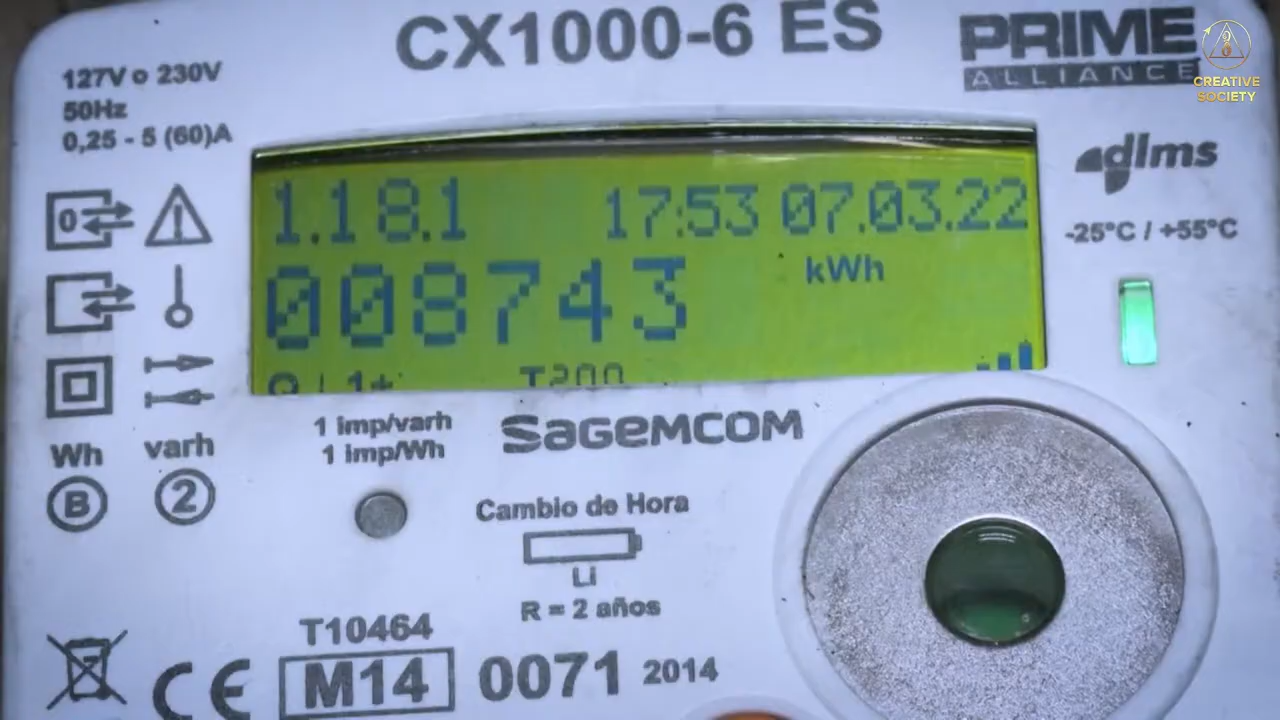 CX1000-6 ES
PRIME
ALLIANCE
CREATIVE
SOCIETY
127V o 230V
50Hz
0,25 - 5 (60)A
dlms
-25°C / +55°C
1.18.1 17:53 07.03.22
008743 kWh
0
Wh varh
B 2
1 imp/varh
1 imp/Wh
sagemcom
Cambio de Hora
Li
R = 2 años
T10464
CE M14 0071 2014